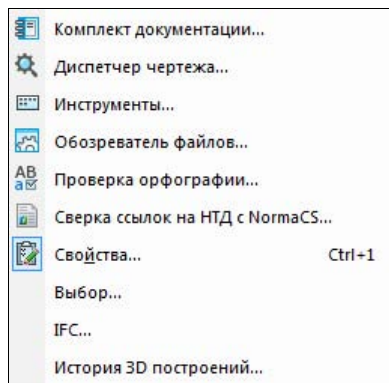 Комплект документации...
Диспетчер чертежа...
Инструменты...
Обозреватель файлов...
AB
a
Проверка орфографии...
Сверка ссылок на НТД с NormaCS...
Свойства... Ctrl+1
Выбор...
IFC...
История 3D построений...